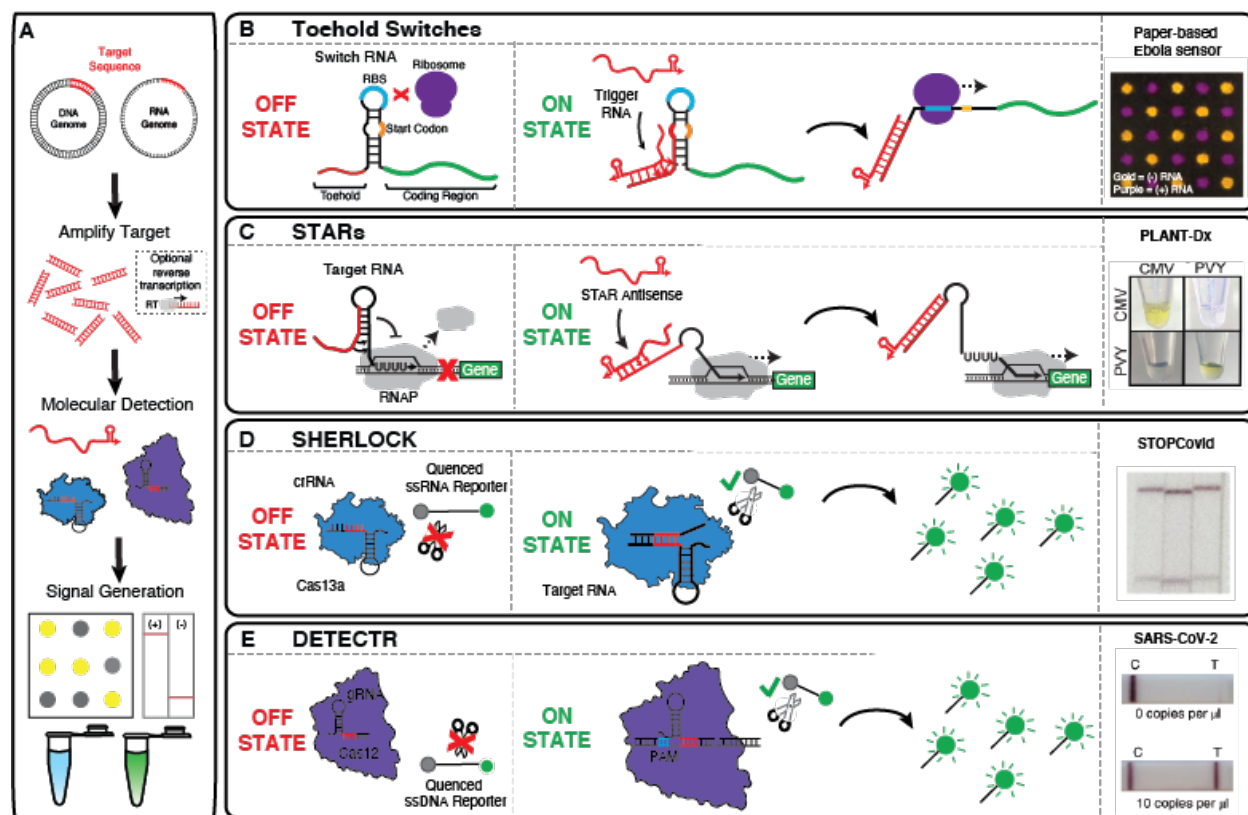 A
Target
Sequence
DNA
Genome
RNA
Genome
Amplify Target
Optional
reverse
transcription
RT
Molecular Detection
Signal Generation
(+)
(-)
B Toehold Switches
OFF
STATE
Switch RNA
RBS
Ribosome
Start Codon
Toehold
Coding Region
ON
STATE
Trigger
RNA
Paper-based
Ebola sensor
Gold = (-) RNA
Purple = (+) RNA
C STARs
OFF
STATE
Target RNA
RNAP
Gene
ON
STATE
STAR Antisense
Gene
Gene
PLANT-Dx
CMV PVY
CMV
PVY
D SHERLOCK
OFF
STATE
crRNA
Cas13a
Quenced
ssRNA Reporter
ON
STATE
Target RNA
STOPCovid
E DETECTR
OFF
STATE
gRNA
Cas12
Quenced
ssDNA Reporter
ON
STATE
PAM
SARS-CoV-2
C T
0 copies per µl
C T
10 copies per µl